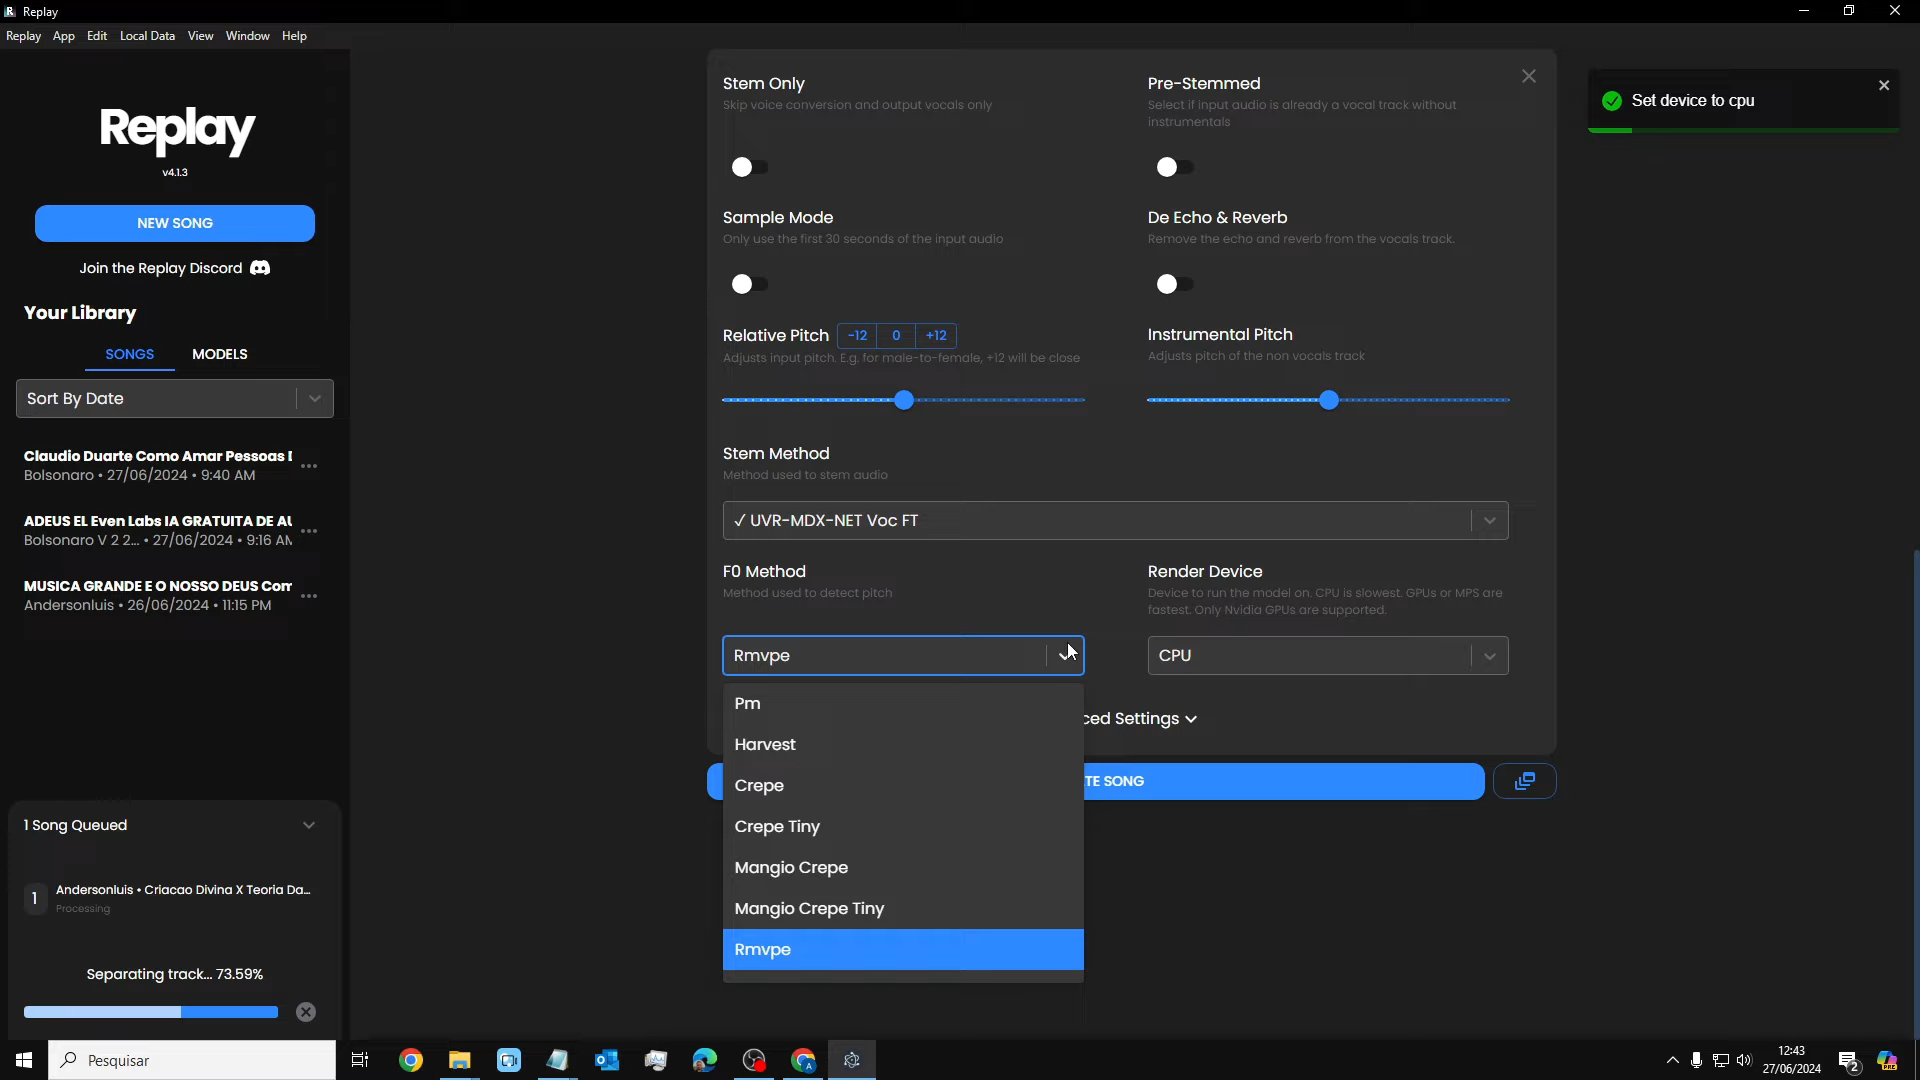 Replay
Replay App Edit Local Data View Window Help
Replay
v4.1.3
NEW SONG
Join the Replay Discord
Your Library
SONGS MODELS
Sort By Date
Claudio Duarte Como Amar Pessoas D
Bolsonaro • 27/06/2024 • 9:40 AM
ADEUS EL Even Labs IA GRATUITA DE AU
Bolsonaro V 2 2... • 27/06/2024 • 9:16 AM
MUSICA GRANDE E O NOSSO DEUS Com
Andersonluis • 26/06/2024 • 11:15 PM
1 Song Queued
1
Andersonluis • Criacao Divina X Teoria Da...
Processing
Separating track... 73.59%
Stem Only
Skip voice conversion and output vocals only
Pre-Stemmed
Select if input audio is already a vocal track without
instrumentals
Sample Mode
Only use the first 30 seconds of the input audio
De Echo & Reverb
Remove the echo and reverb from the vocals track.
Relative Pitch -12 0 +12
Adjusts input pitch. E.g. for male-to-female, +12 will be close
Instrumental Pitch
Adjusts pitch of the non vocals track
Stem Method
Method used to stem audio
✓ UVR-MDX-NET Voc FT
F0 Method
Method used to detect pitch
Render Device
Device to run the model on. CPU is slowest. GPUs or MPS are
fastest. Only Nvidia GPUs are supported.
Rmvpe
CPU
Pm
Harvest
Crepe
Crepe Tiny
Mangio Crepe
Mangio Crepe Tiny
Rmvpe
ced Settings
TE SONG
Set device to cpu
Pesquisar
12:43
27/06/2024
2
PRE